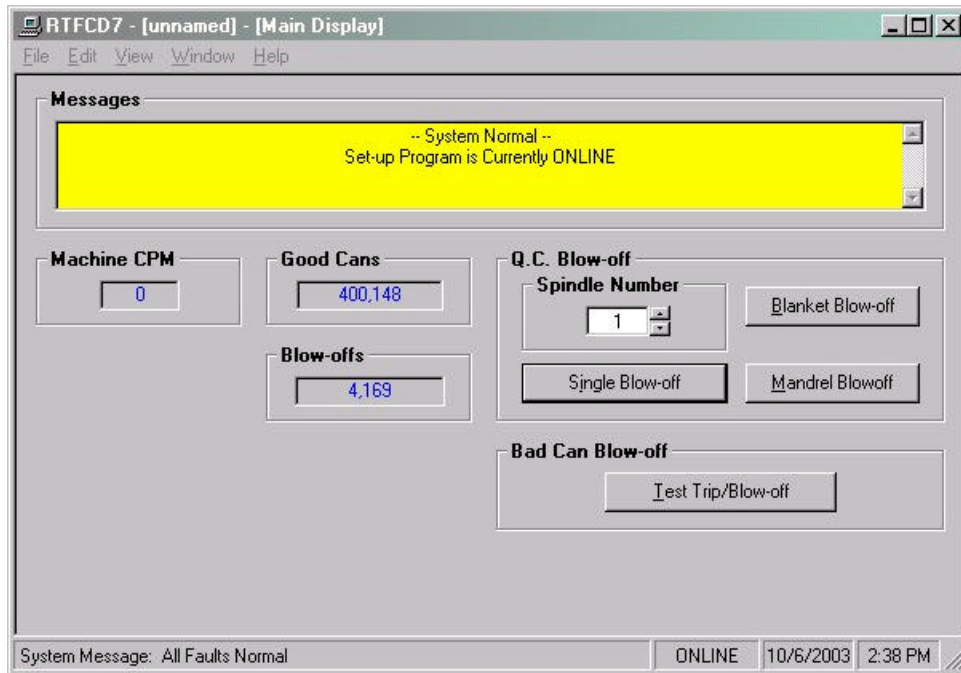 RTFCD7 - [unnamed] - [Main Display]
File Edit View Window Help
Messages
-- System Normal --
Set-up Program is Currently ONLINE
Machine CPM
0
Good Cans
400,148
Blow-offs
4,169
Q.C. Blow-off
Spindle Number
1
Blanket Blow-off
Single Blow-off
Mandrel Blowoff
Bad Can Blow-off
Test Trip/Blow-off
System Message: All Faults Normal
ONLINE
10/6/2003
2:38 PM